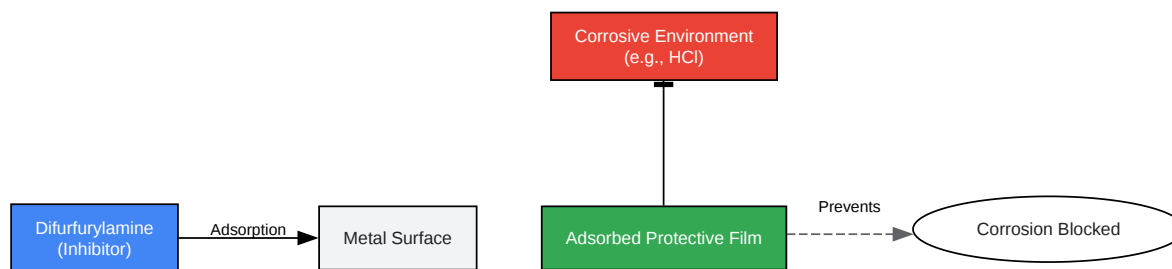 Corrosive Environment
(e.g., HCl)
Difurfurylamine
(Inhibitor)
Adsorption
Metal Surface
Adsorbed Protective Film
Prevents
Corrosion Blocked